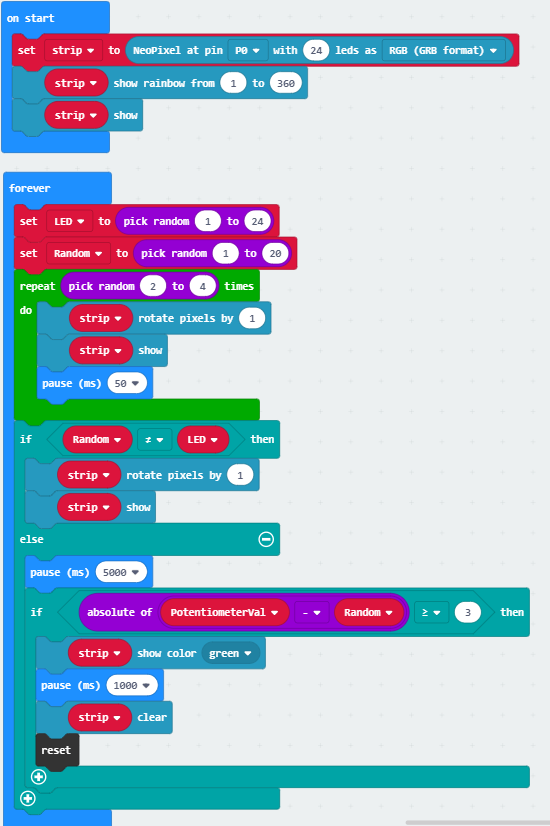 on start
set strip to NeoPixel at pin P0 with 24 leds as RGB (GRB format)
strip show rainbow from 1 to 360
strip show
forever
set LED to pick random 1 to 24
set Random to pick random 1 to 20
repeat pick random 2 to 4 times
do
strip rotate pixels by 1
strip show
pause (ms) 50
if Random ≠ LED then
strip rotate pixels by 1
strip show
else
pause (ms) 5000
if absolute of PotentiometerVal - Random ≥ 3 then
strip show color green
pause (ms) 1000
strip clear
reset